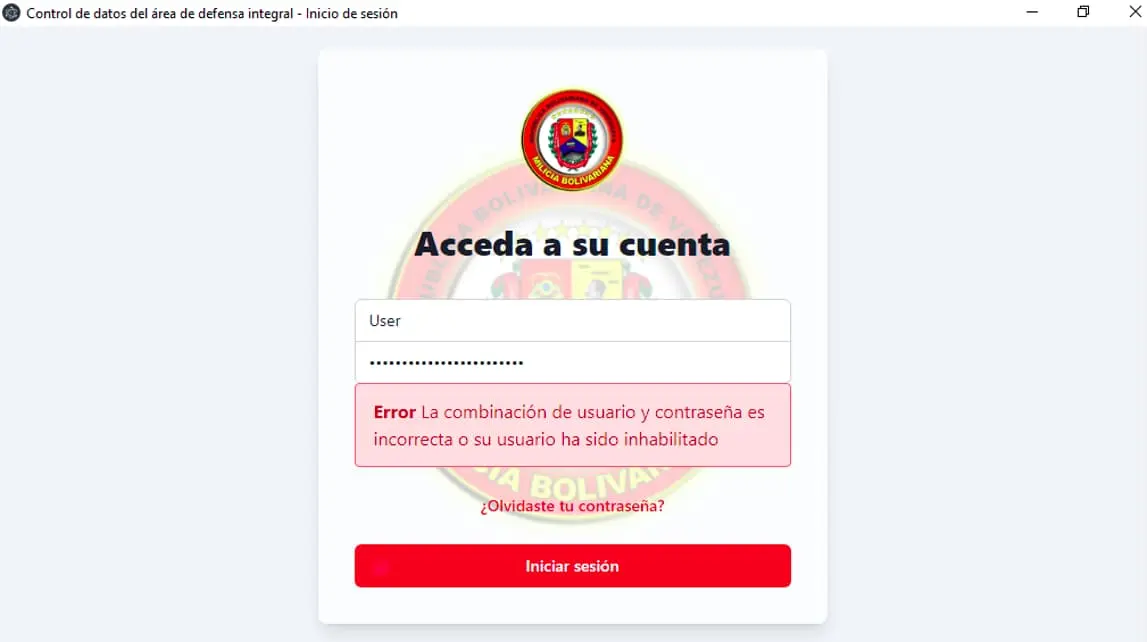 Control de datos del área de defensa integral - Inicio de sesión
MILICIA BOLIVARIANA
Acceda a su cuenta
User
Error La combinación de usuario y contraseña es
incorrecta o su usuario ha sido inhabilitado
¿Olvidaste tu contraseña?
Iniciar sesión